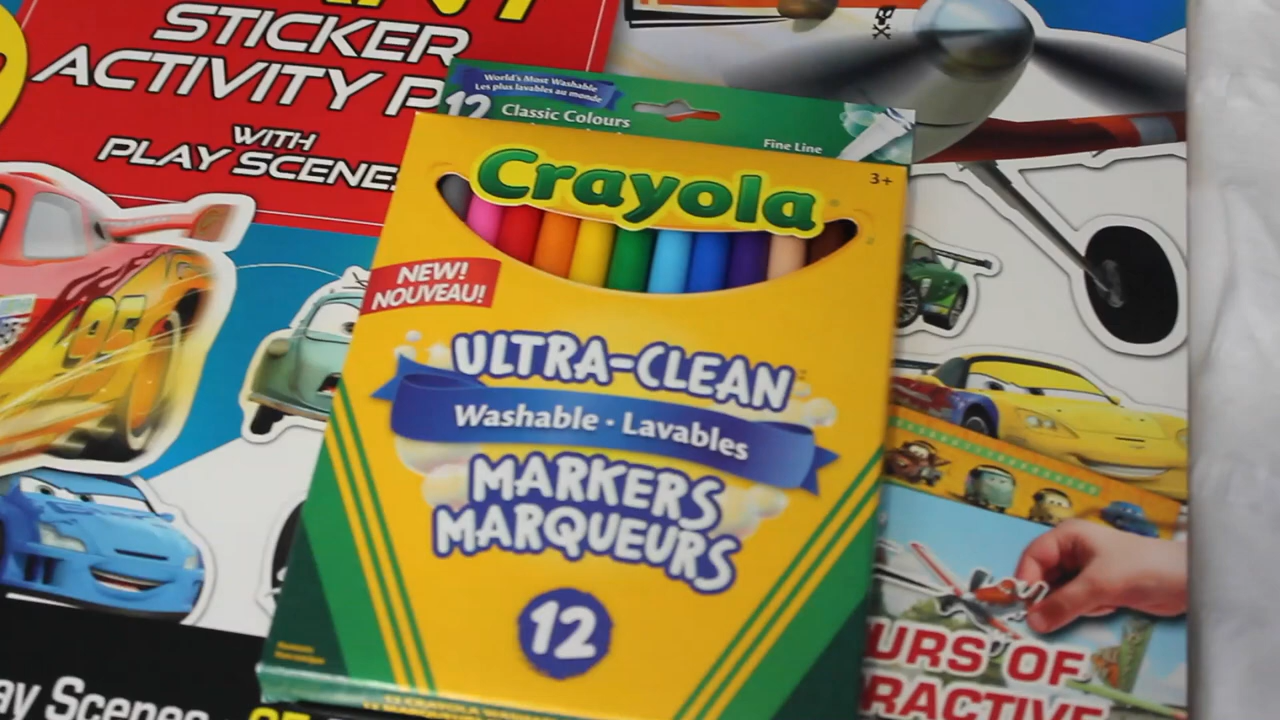 STICKER
ACTIVITY P
WITH
PLAY SCENE
World's Most Washable
Les plus lavables au monde
12
Classic Colours
Fine Line
Crayola
3+
NEW!
NOUVEAU!
95
ULTRA-CLEAN
Washable • Lavables
MARKERS
MARQUEURS
12
ay Scenes
URS OF
RACTIVE